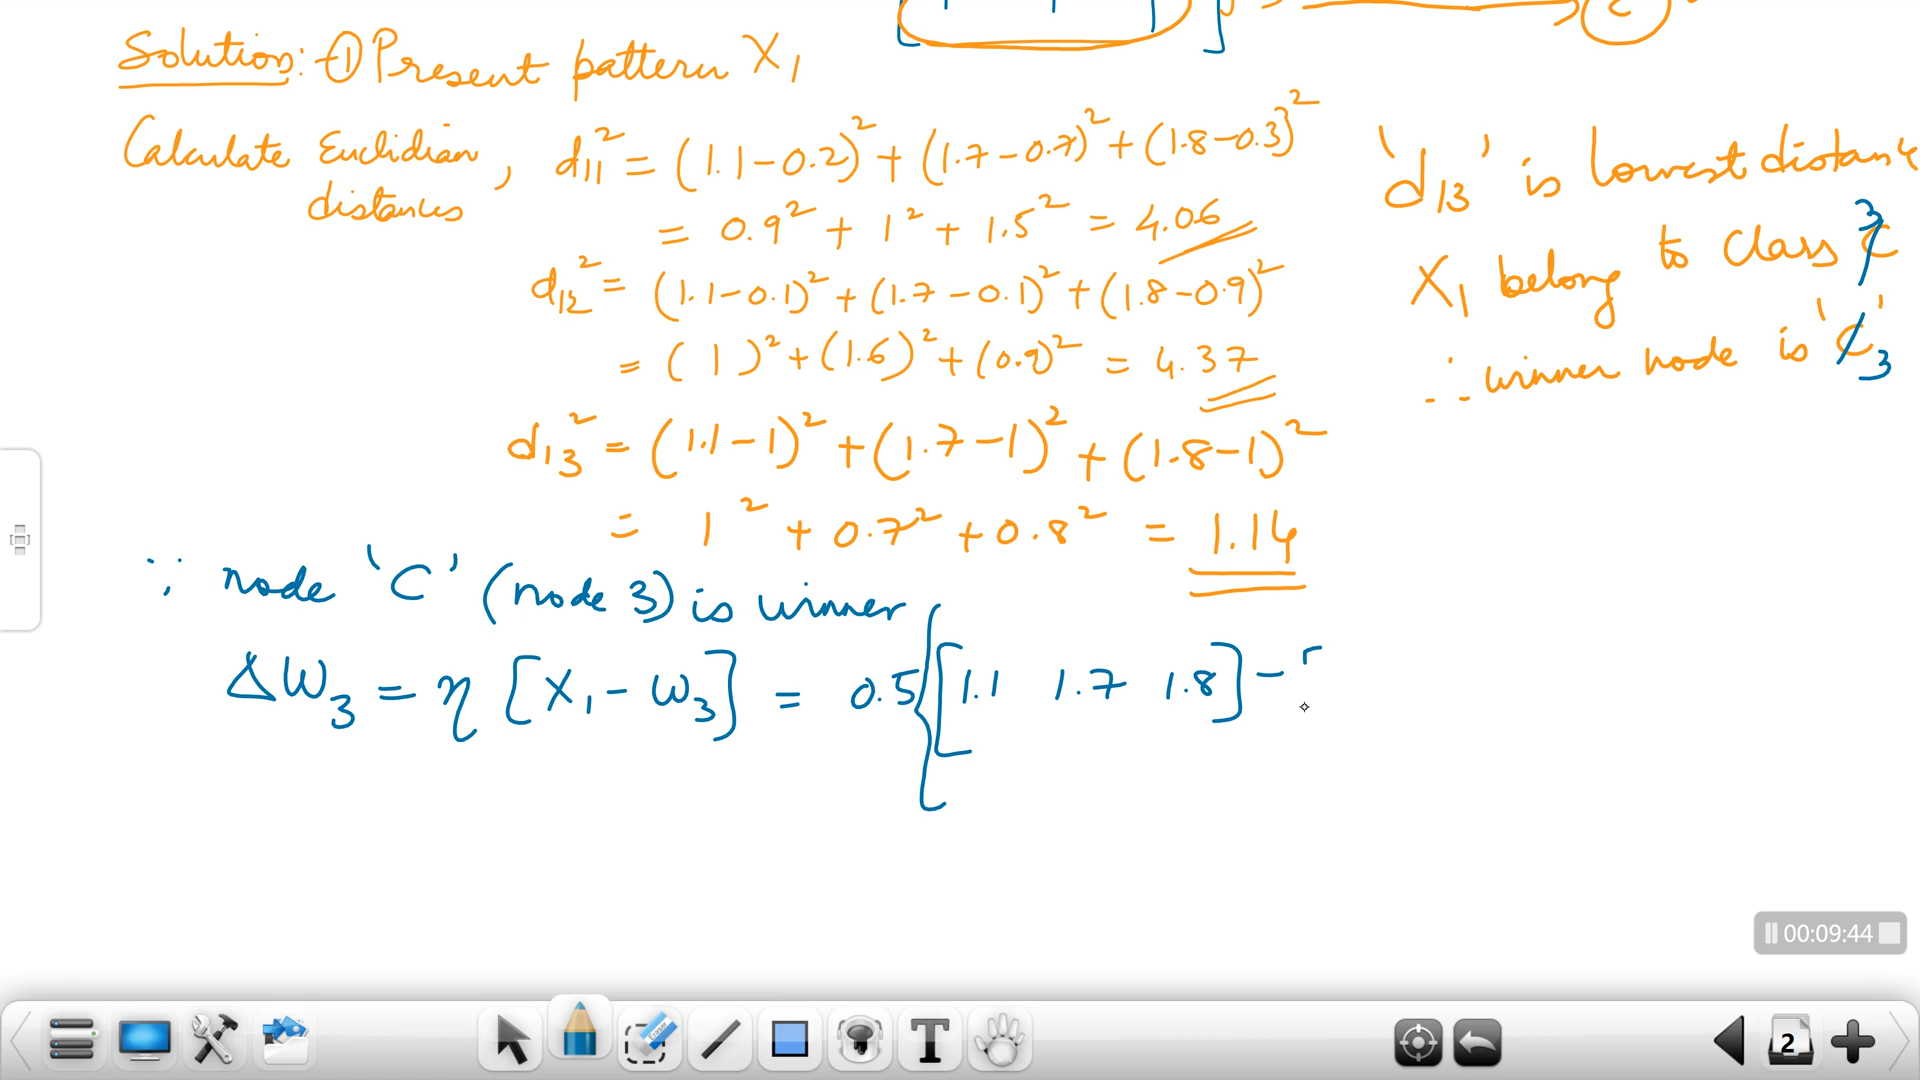 Solution: -① Present pattern X₁
Calculate Euclidian distances, d₁₁² = (1.1-0.2)² + (1.7-0.7)² + (1.8-0.3)²
= 0.9² + 1² + 1.5² = 4.06
d₁₂² = (1.1-0.1)² + (1.7-0.1)² + (1.8-0.9)²
= (1)² + (1.6)² + (0.9)² = 4.37
d₁₃² = (1.1-1)² + (1.7-1)² + (1.8-1)²
= 1² + 0.7² + 0.8² = 1.14
'd₁₃' is lowest distance
X₁ belong to class 3
∴ winner node is '3'
∵ node 'C' (node 3) is winner
ΔW₃ = η [X₁ - W₃] = 0.5{[1.1 1.7 1.8] -
00:09:44
T
2